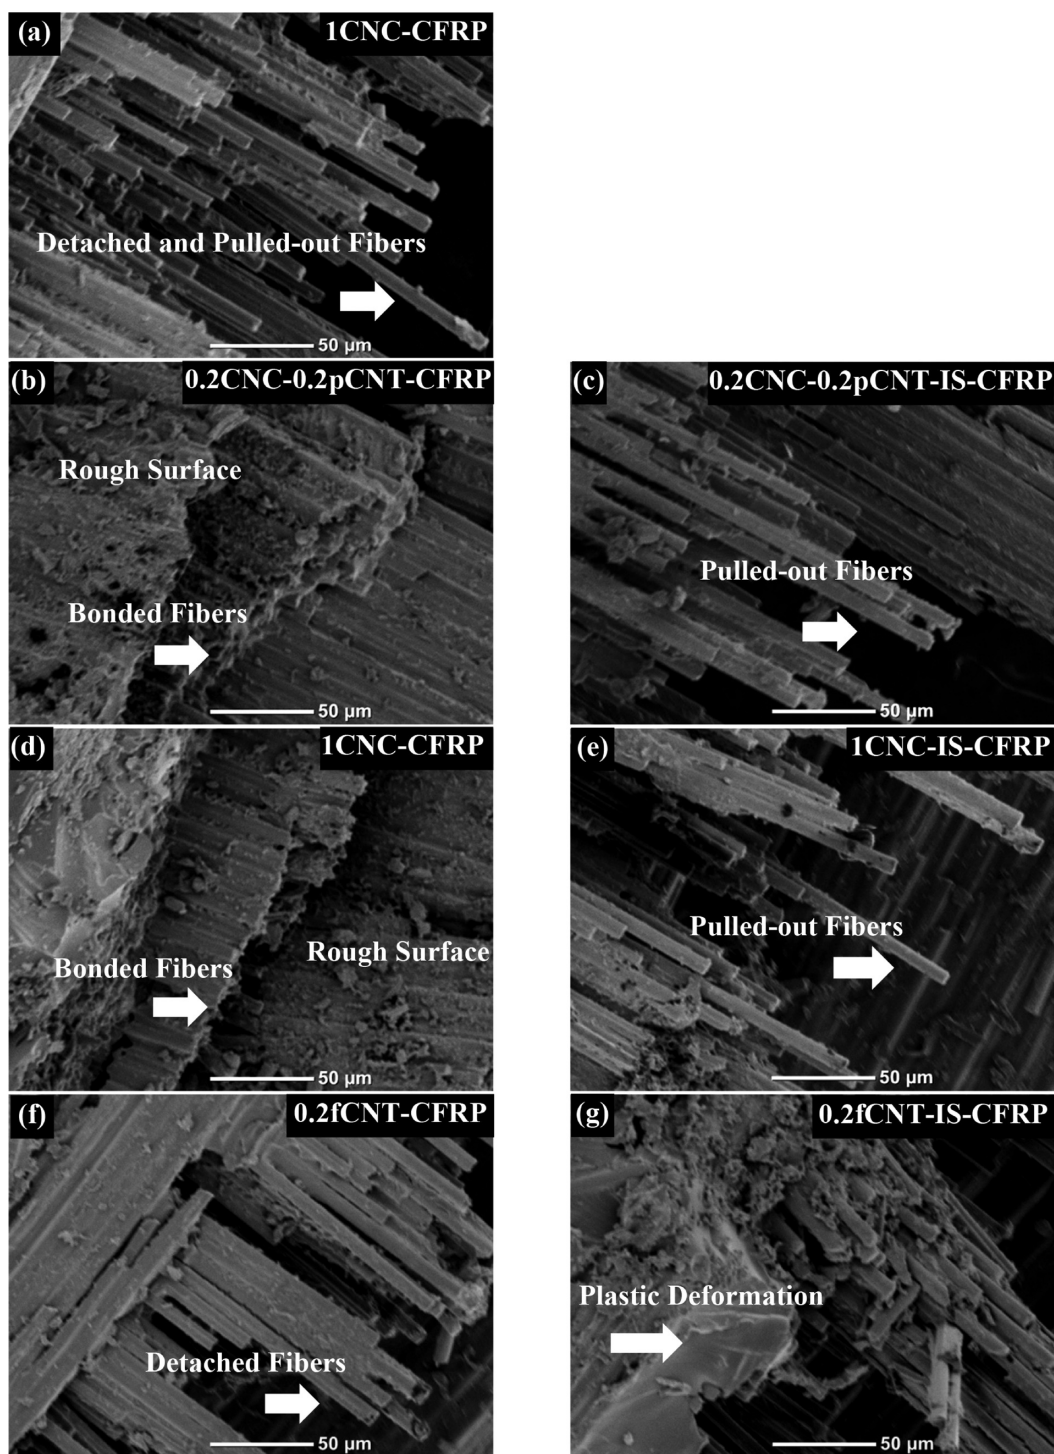 (a) 1CNC-CFRP
Detached and Pulled-out Fibers
50 µm
(b) 0.2CNC-0.2pCNT-CFRP
Rough Surface
Bonded Fibers
50 µm
(c) 0.2CNC-0.2pCNT-IS-CFRP
Pulled-out Fibers
50 µm
(d) 1CNC-CFRP
Rough Surface
Bonded Fibers
50 µm
(e) 1CNC-IS-CFRP
Pulled-out Fibers
50 µm
(f) 0.2fCNT-CFRP
Detached Fibers
50 µm
(g) 0.2fCNT-IS-CFRP
Plastic Deformation
50 µm